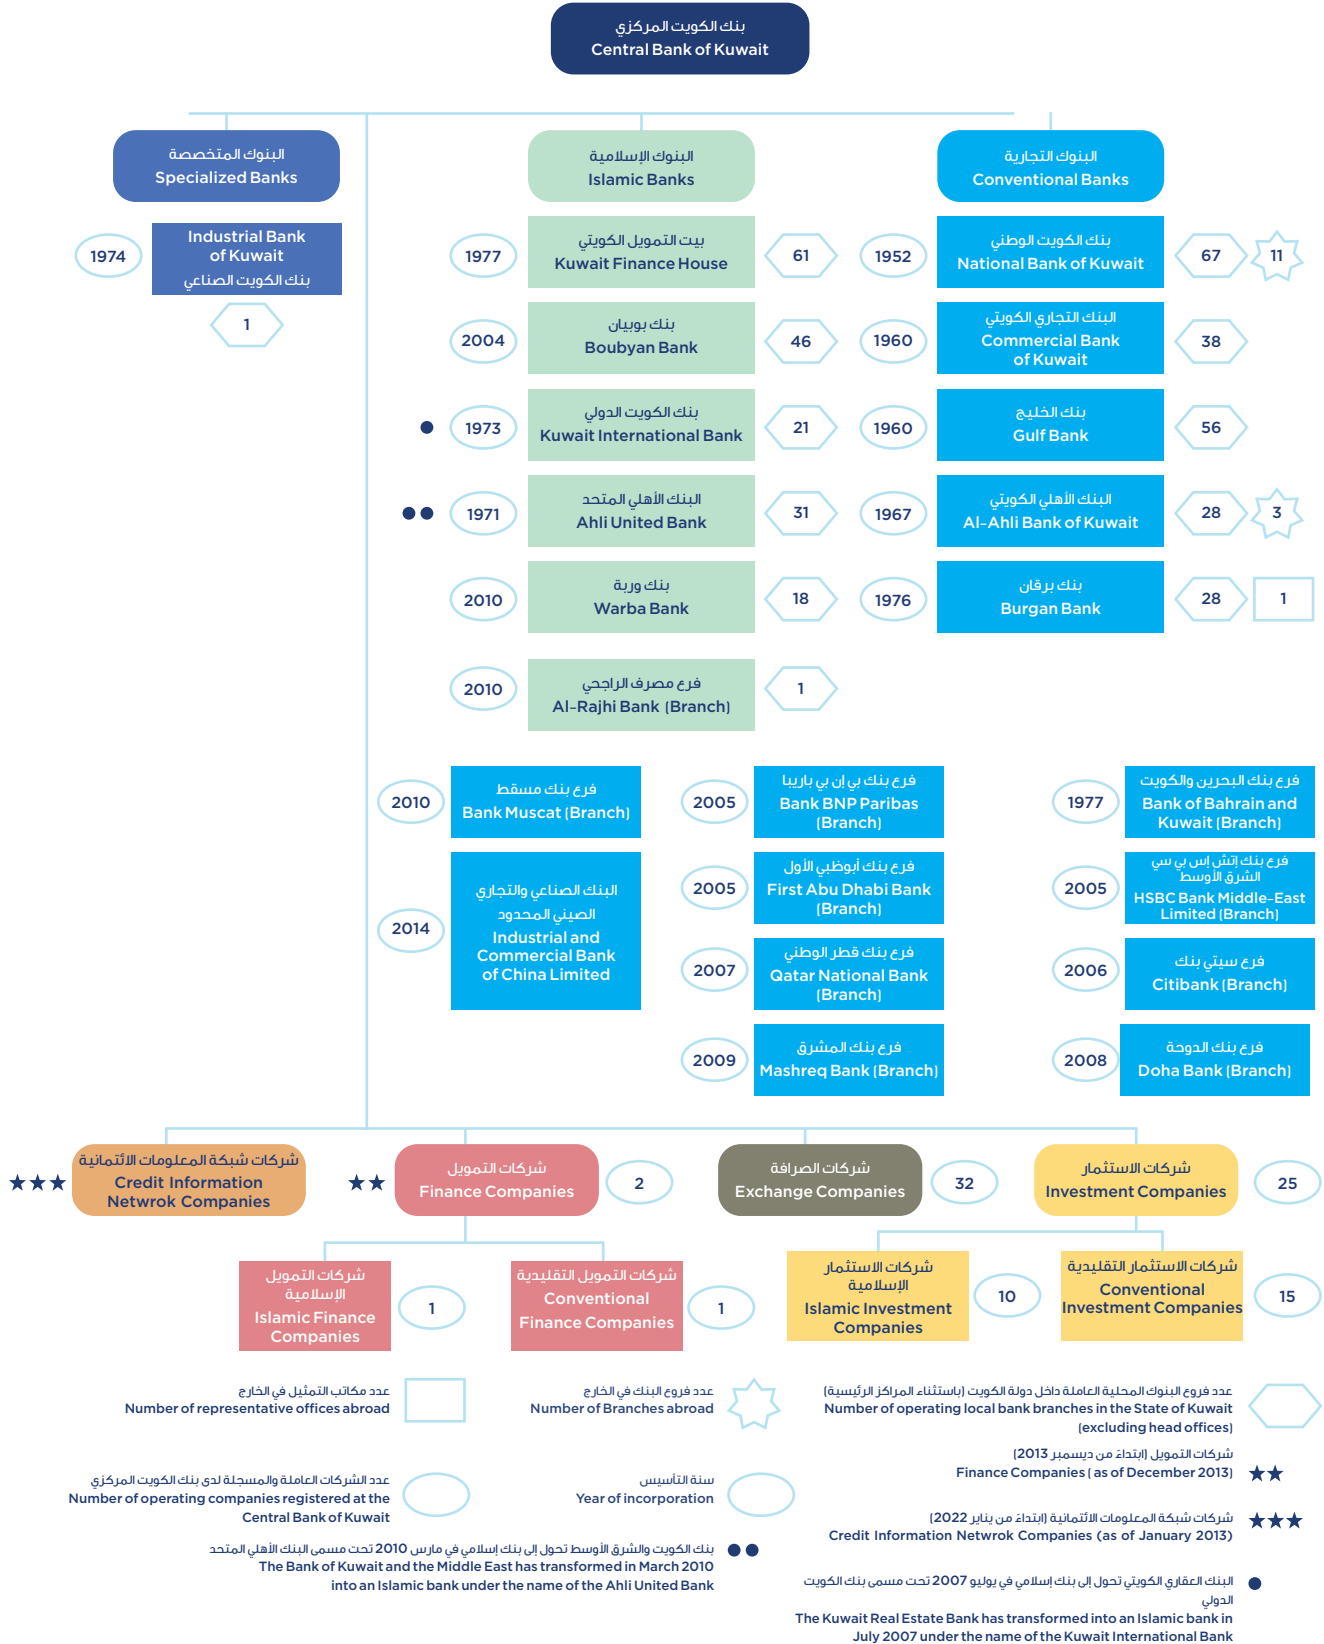 بنك الكويت المركزي
Central Bank of Kuwait
البنوك المتخصصة
Specialized Banks
البنوك الإسلامية
Islamic Banks
البنوك التجارية
Conventional Banks
1974
Industrial Bank
of Kuwait
بنك الكويت الصناعي
1
1977
بيت التمويل الكويتي
Kuwait Finance House
61
1952
بنك الكويت الوطني
National Bank of Kuwait
67
11
2004
بنك بوبيان
Boubyan Bank
46
1960
البنك التجاري الكويتي
Commercial Bank
of Kuwait
38
1973
بنك الكويت الدولي
Kuwait International Bank
21
1960
بنك الخليج
Gulf Bank
56
1971
البنك الأهلي المتحد
Ahli United Bank
31
1967
البنك الأهلي الكويتي
Al-Ahli Bank of Kuwait
28
3
2010
بنك وربة
Warba Bank
18
1976
بنك برقان
Burgan Bank
28
1
2010
فرع مصرف الراجحي
Al-Rajhi Bank (Branch)
1
2010
فرع بنك مسقط
Bank Muscat (Branch)
2005
فرع بنك بي إن بي باريبا
Bank BNP Paribas
(Branch)
1977
فرع بنك البحرين والكويت
Bank of Bahrain and
Kuwait (Branch)
2014
البنك الصناعي والتجاري
الصيني المحدود
Industrial and
Commercial Bank
of China Limited
2005
فرع بنك أبوظبي الأول
First Abu Dhabi Bank
(Branch)
2005
فرع بنك إتش إس بي سي
الشرق الأوسط
HSBC Bank Middle-East
Limited (Branch)
2007
فرع بنك قطر الوطني
Qatar National Bank
(Branch)
2006
فرع سيتي بنك
Citibank (Branch)
2009
فرع بنك المشرق
Mashreq Bank (Branch)
2008
فرع بنك الدوحة
Doha Bank (Branch)
★★★
شركات شبكة المعلومات الائتمانية
Credit Information
Netwrok Companies
★★
شركات التمويل
Finance Companies
2
شركات الصرافة
Exchange Companies
32
شركات الاستثمار
Investment Companies
25
شركات التمويل
الإسلامية
Islamic Finance
Companies
1
شركات التمويل التقليدية
Conventional
Finance Companies
1
شركات الاستثمار
الإسلامية
Islamic Investment
Companies
10
شركات الاستثمار التقليدية
Conventional
Investment Companies
15
عدد مكاتب التمثيل في الخارج
Number of representative offices abroad
عدد فروع البنك في الخارج
Number of Branches abroad
عدد فروع البنوك المحلية العاملة داخل دولة الكويت (باستثناء المراكز الرئيسية)
Number of operating local bank branches in the State of Kuwait
(excluding head offices)
شركات التمويل (ابتداءً من ديسمبر 2013)
Finance Companies ( as of December 2013)
★★
عدد الشركات العاملة والمسجلة لدى بنك الكويت المركزي
Number of operating companies registered at the
Central Bank of Kuwait
سنة التأسيس
Year of incorporation
شركات شبكة المعلومات الائتمانية (ابتداءً من يناير 2022)
Credit Information Netwrok Companies (as of January 2013)
★★★
بنك الكويت والشرق الأوسط تحول إلى بنك إسلامي في مارس 2010 تحت مسمى البنك الأهلي المتحد
The Bank of Kuwait and the Middle East has transformed in March 2010
into an Islamic bank under the name of the Ahli United Bank
البنك العقاري الكويتي تحول إلى بنك إسلامي في يوليو 2007 تحت مسمى بنك الكويت
الدولي
The Kuwait Real Estate Bank has transformed into an Islamic bank in
July 2007 under the name of the Kuwait International Bank